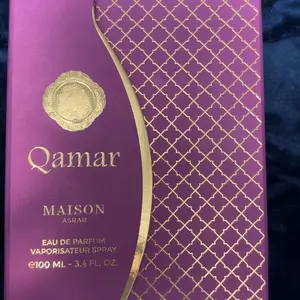 Qamar
MAISON
ASRAR
EAU DE PARFUM
VAPORISATEUR SPRAY
℮100 ML - 3.4 FL. OZ.